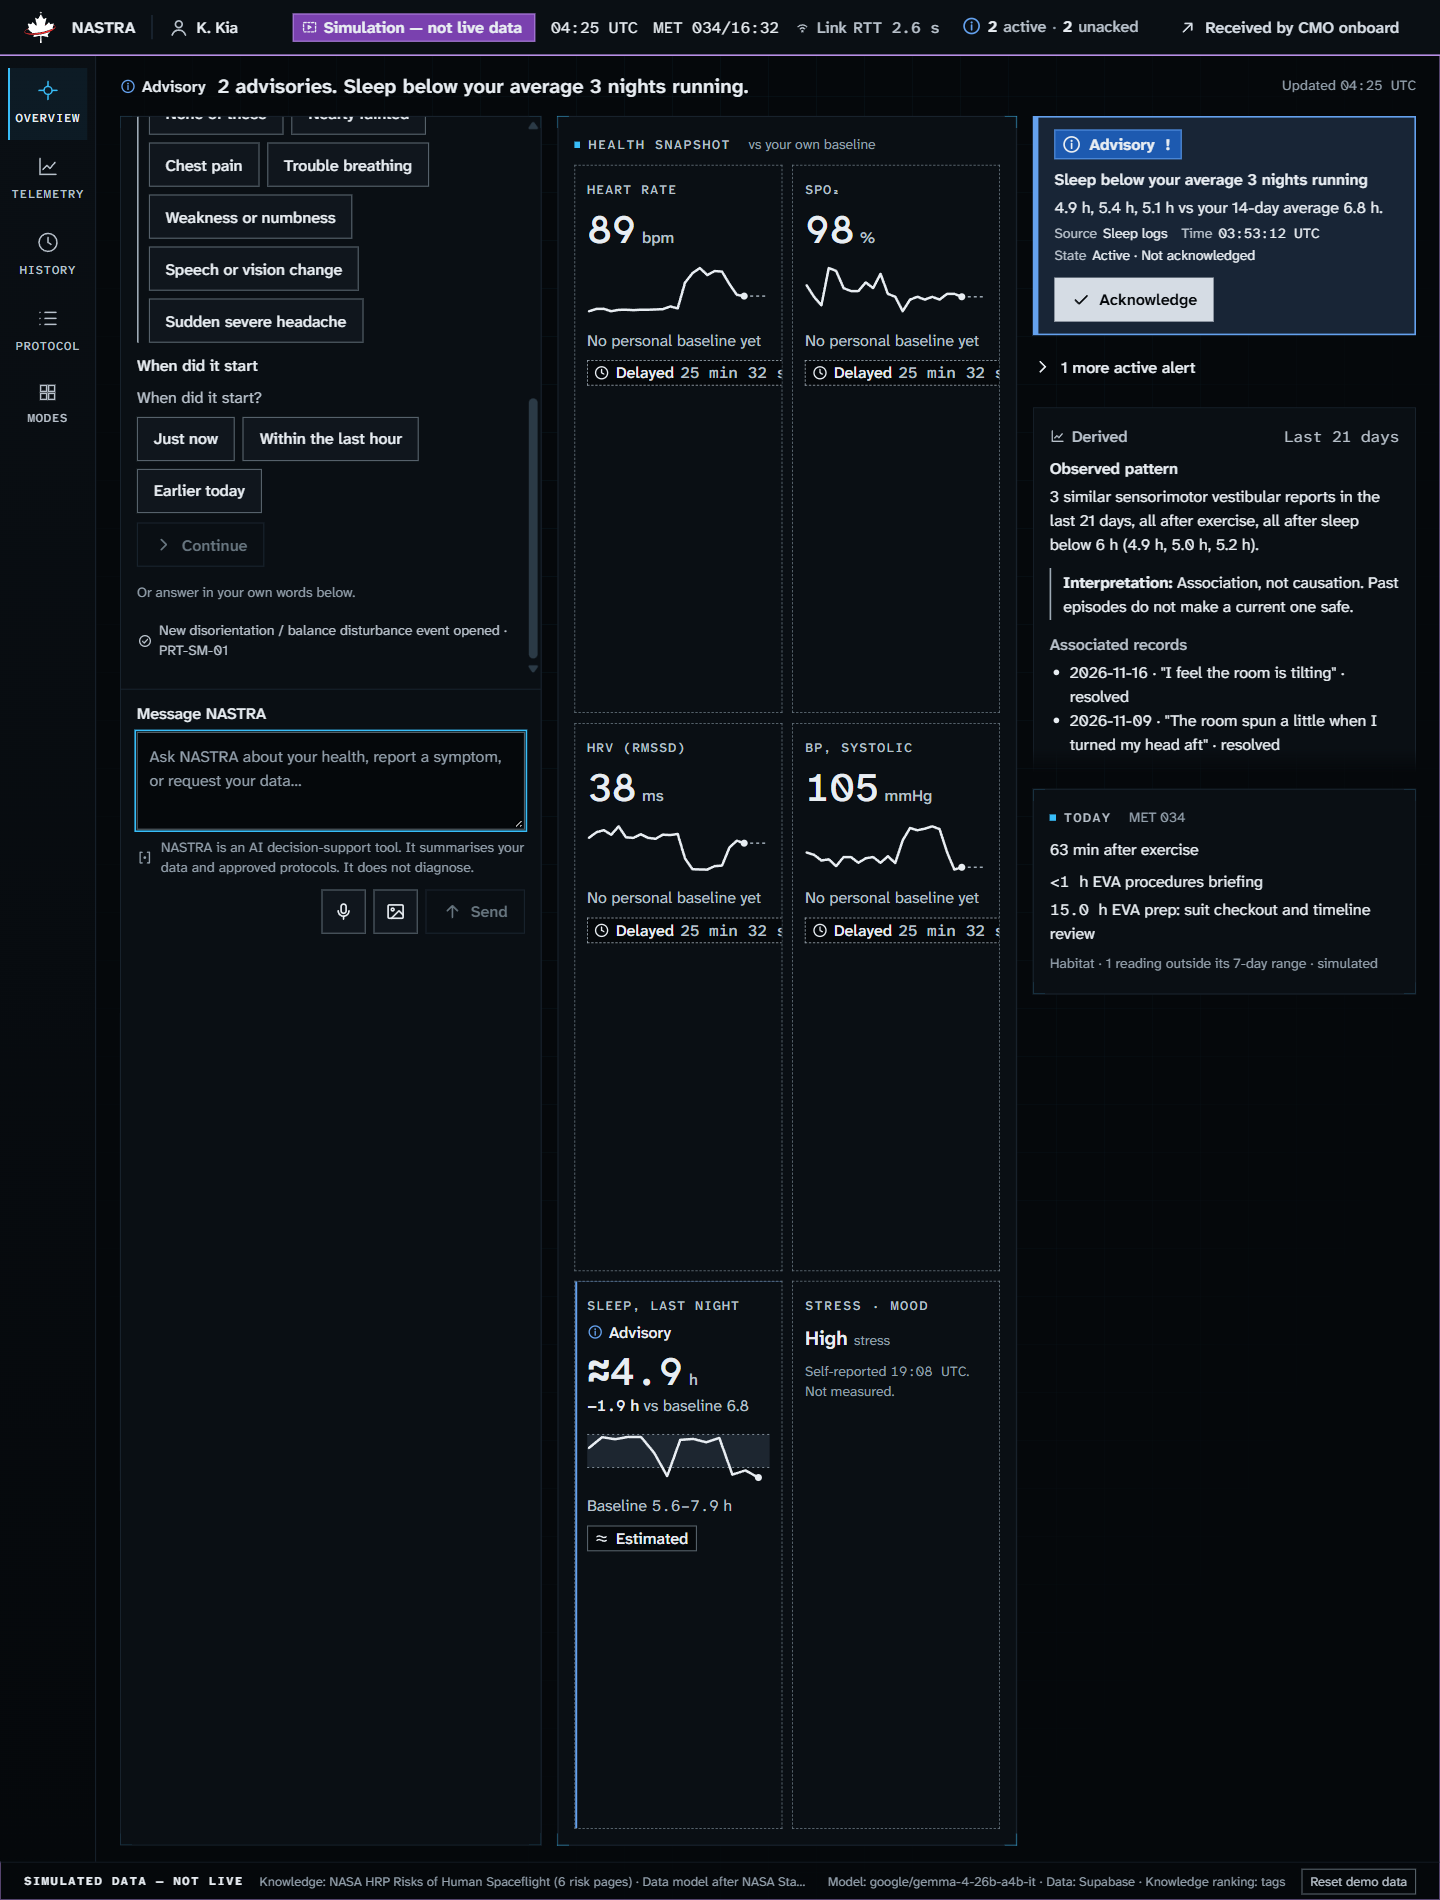 NASTRA
K. Kia
Simulation — not live data
04:25 UTC MET 034/16:32
Link RTT 2.6 s
2 active · 2 unacked
Received by CMO onboard
OVERVIEW
TELEMETRY
HISTORY
PROTOCOL
MODES
Advisory 2 advisories. Sleep below your average 3 nights running.
Updated 04:25 UTC
None of these
Nearly fainted
Chest pain
Trouble breathing
Weakness or numbness
Speech or vision change
Sudden severe headache
When did it start
When did it start?
Just now
Within the last hour
Earlier today
Continue
Or answer in your own words below.
New disorientation / balance disturbance event opened ·
PRT-SM-01
Message NASTRA
Ask NASTRA about your health, report a symptom,
or request your data...
NASTRA is an AI decision-support tool. It summarises your
data and approved protocols. It does not diagnose.
Send
HEALTH SNAPSHOT vs your own baseline
HEART RATE
89 bpm
No personal baseline yet
Delayed 25 min 32 s
SPO₂
98 %
No personal baseline yet
Delayed 25 min 32 s
HRV (RMSSD)
38 ms
No personal baseline yet
Delayed 25 min 32 s
BP, SYSTOLIC
105 mmHg
No personal baseline yet
Delayed 25 min 32 s
SLEEP, LAST NIGHT
Advisory
≈4.9 h
−1.9 h vs baseline 6.8
Baseline 5.6–7.9 h
≈ Estimated
STRESS · MOOD
High stress
Self-reported 19:08 UTC.
Not measured.
Advisory !
Sleep below your average 3 nights running
4.9 h, 5.4 h, 5.1 h vs your 14-day average 6.8 h.
Source Sleep logs Time 03:53:12 UTC
State Active · Not acknowledged
Acknowledge
1 more active alert
Derived
Last 21 days
Observed pattern
3 similar sensorimotor vestibular reports in the
last 21 days, all after exercise, all after sleep
below 6 h (4.9 h, 5.0 h, 5.2 h).
Interpretation: Association, not causation. Past
episodes do not make a current one safe.
Associated records
• 2026-11-16 · "I feel the room is tilting" ·
resolved
• 2026-11-09 · "The room spun a little when I
turned my head aft" · resolved
TODAY MET 034
63 min after exercise
<1 h EVA procedures briefing
15.0 h EVA prep: suit checkout and timeline
review
Habitat · 1 reading outside its 7-day range · simulated
SIMULATED DATA — NOT LIVE
Knowledge: NASA HRP Risks of Human Spaceflight (6 risk pages) · Data model after NASA Sta...
Model: google/gemma-4-26b-a4b-it · Data: Supabase · Knowledge ranking: tags
Reset demo data